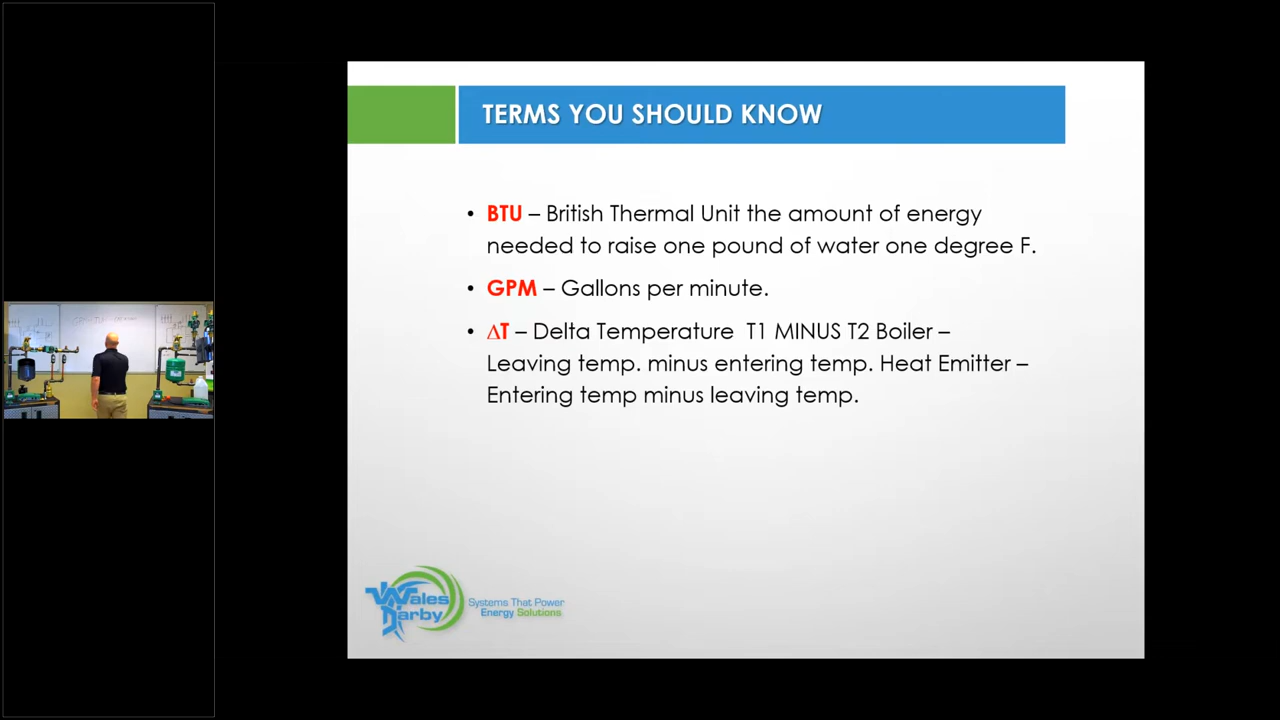 TERMS YOU SHOULD KNOW
• BTU – British Thermal Unit the amount of energy
needed to raise one pound of water one degree F.
• GPM – Gallons per minute.
• ∆T – Delta Temperature T1 MINUS T2 Boiler –
Leaving temp. minus entering temp. Heat Emitter –
Entering temp minus leaving temp.
Wales
Darby
Systems That Power
Energy Solutions